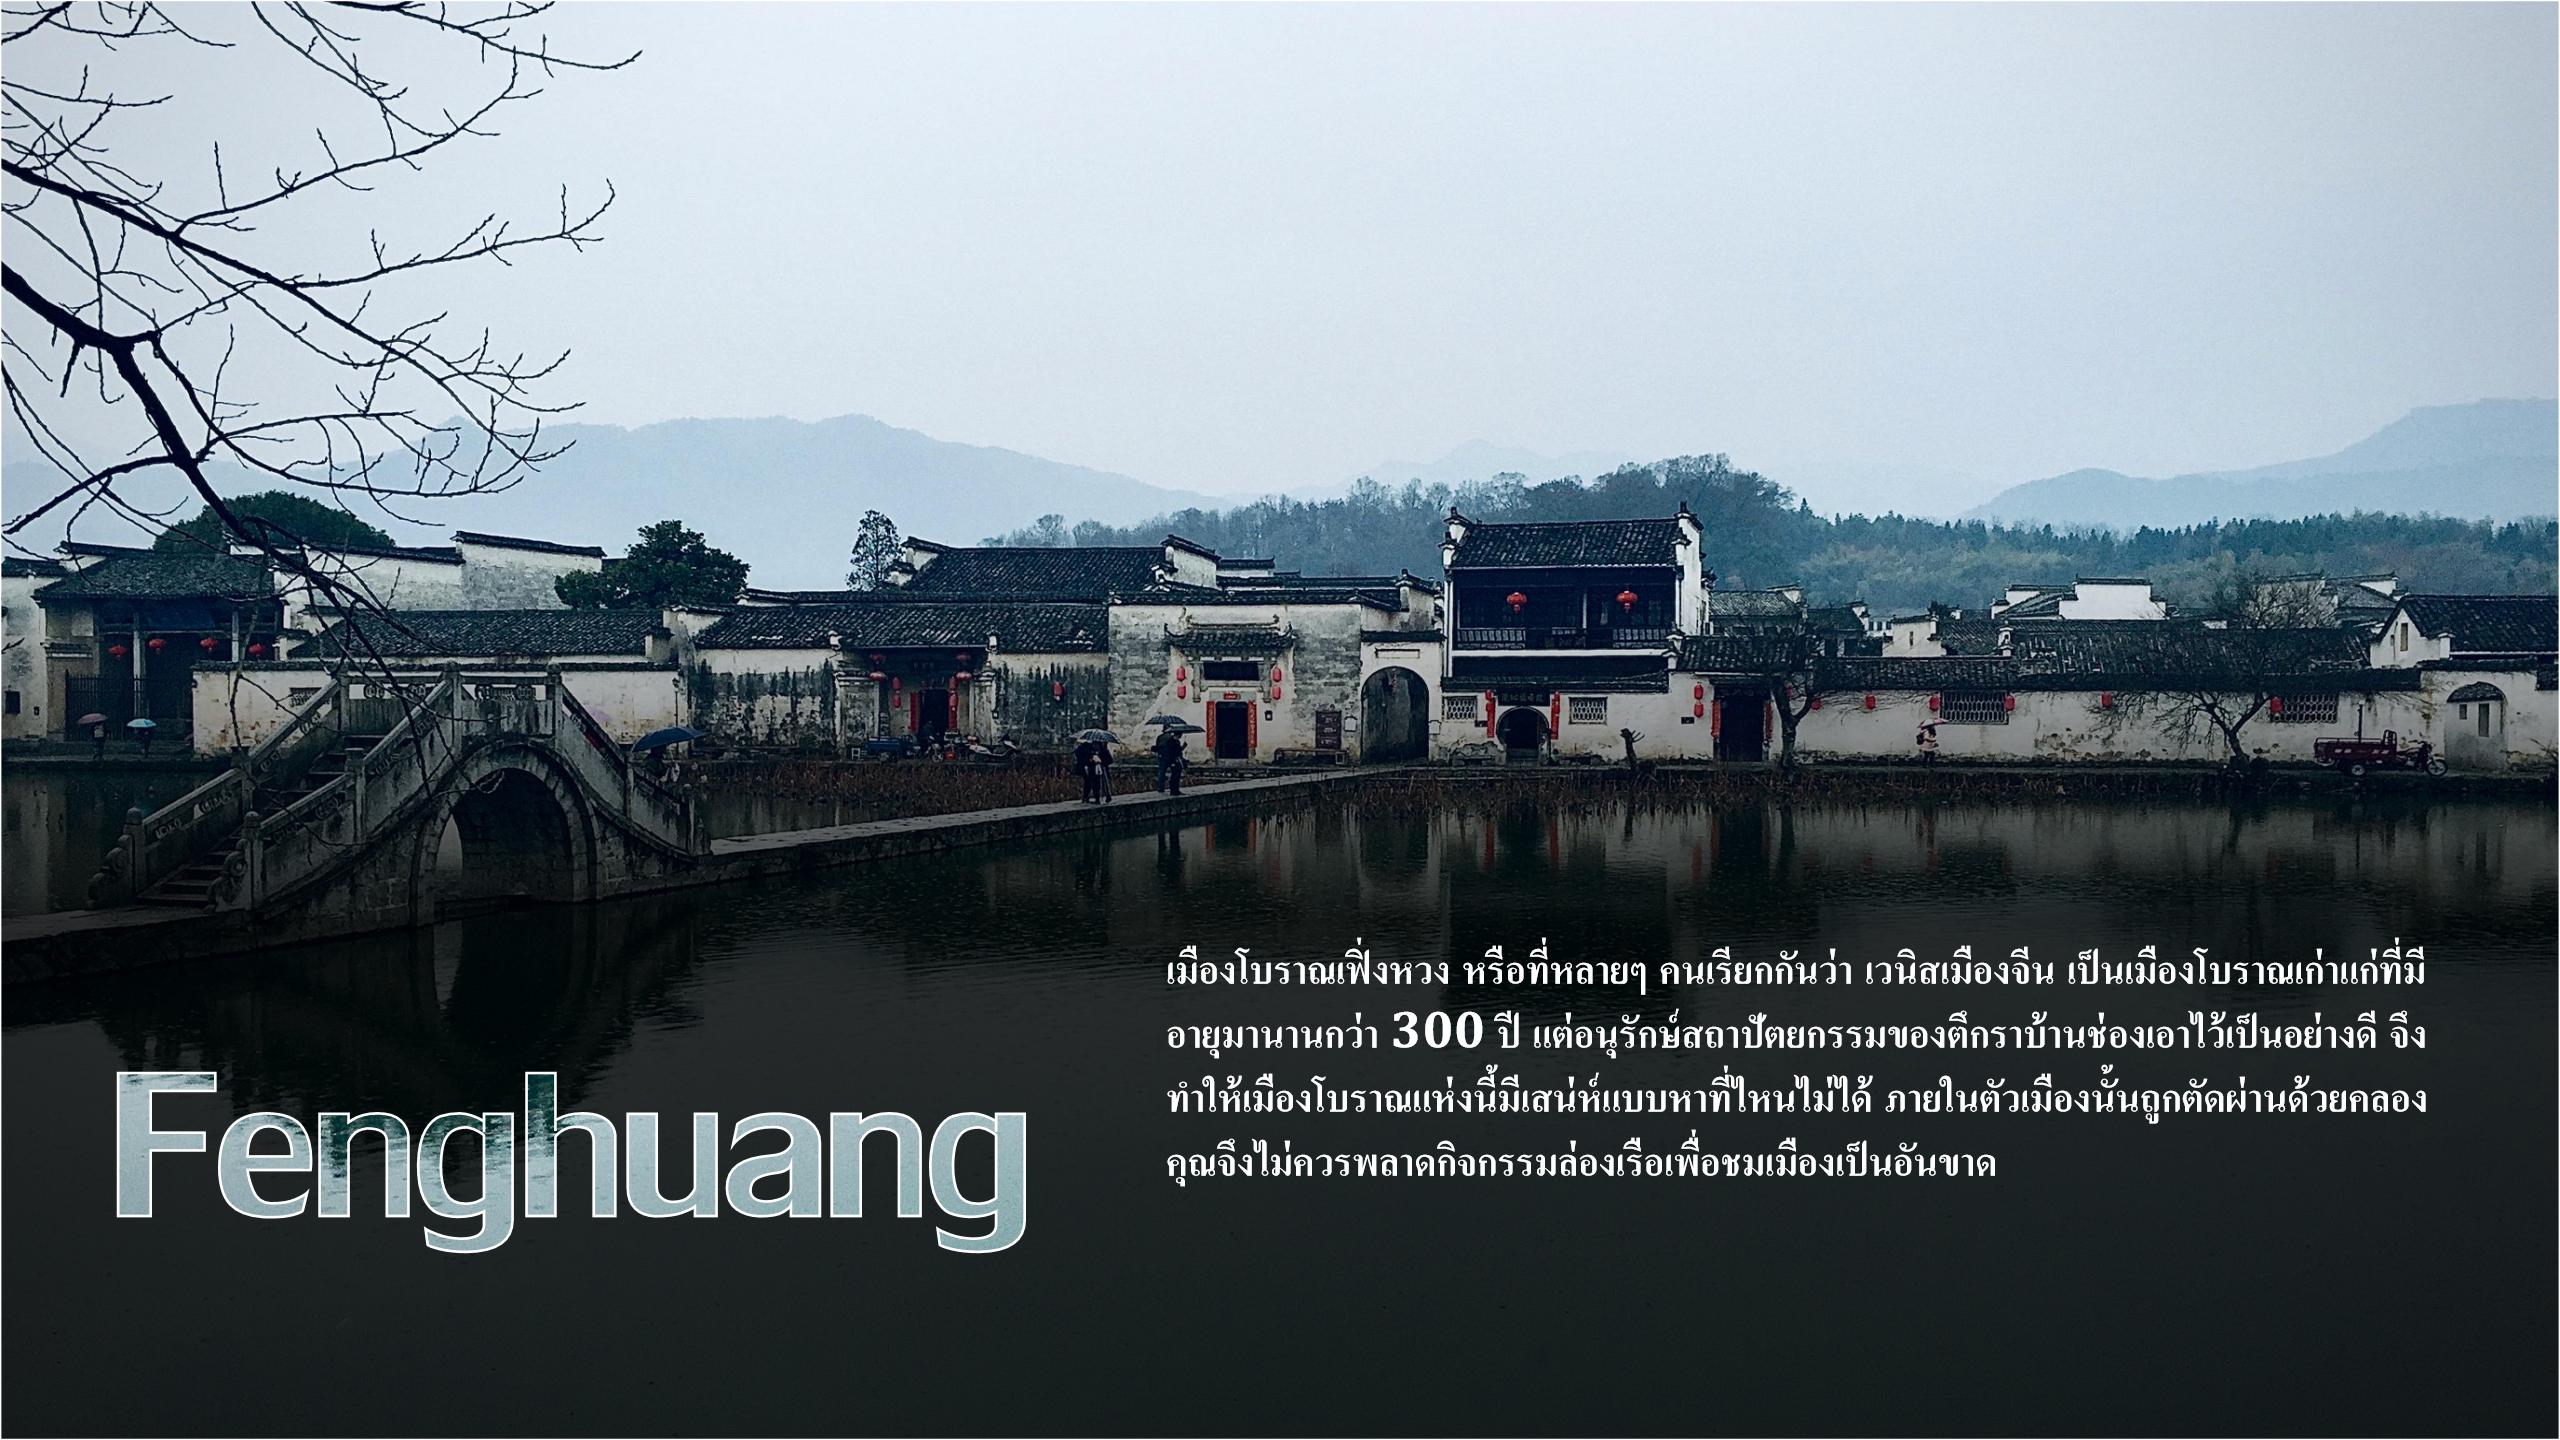 เมืองโบราณเฟิ่งหวง หรือที่หลายๆ คนเรียกกันว่า เวนิสเมืองจีน เป็นเมืองโบราณเก่าแก่ที่มี
อายุมานานกว่า 300 ปี แต่อนุรักษ์สถาปัตยกรรมของตึกราบ้านช่องเอาไว้เป็นอย่างดี จึง
ทำให้เมืองโบราณแห่งนี้มีเสน่ห์แบบหาที่ไหนไม่ได้ ภายในตัวเมืองนั้นถูกตัดผ่านด้วยคลอง
คุณจึงไม่ควรพลาดกิจกรรมล่องเรือเพื่อชมเมืองเป็นอันขาด
Fenghuang